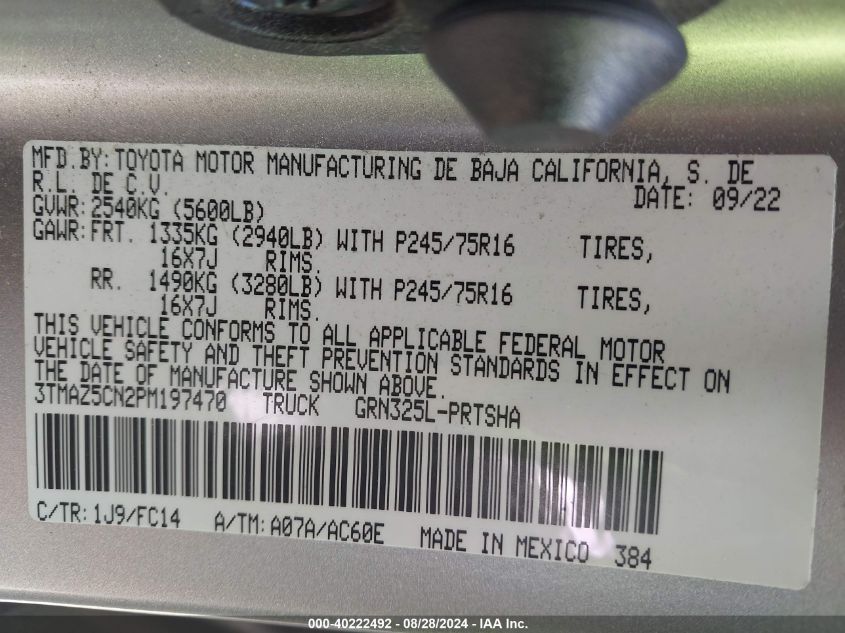 MFD.BY:TOYOTA MOTOR MANUFACTURING DE BAJA CALIFORNIA, S. DE
R.L. DE C.V. DATE: 09/22
GVWR:2540KG (5600LB)
GAWR:FRT. 1335KG (2940LB) WITH P245/75R16 TIRES,
16X7J RIMS.
RR. 1490KG (3280LB) WITH P245/75R16 TIRES,
16X7J RIMS.
THIS VEHICLE CONFORMS TO ALL APPLICABLE FEDERAL MOTOR
VEHICLE SAFETY AND THEFT PREVENTION STANDARDS IN EFFECT ON
THE DATE OF MANUFACTURE SHOWN ABOVE.
3TMAZ5CN2PM197470 TRUCK GRN325L-PRTSHA
C/TR:1J9/FC14 A/TM:A07A/AC60E MADE IN MEXICO 384
000-40222492 - 08/28/2024 - IAA Inc.